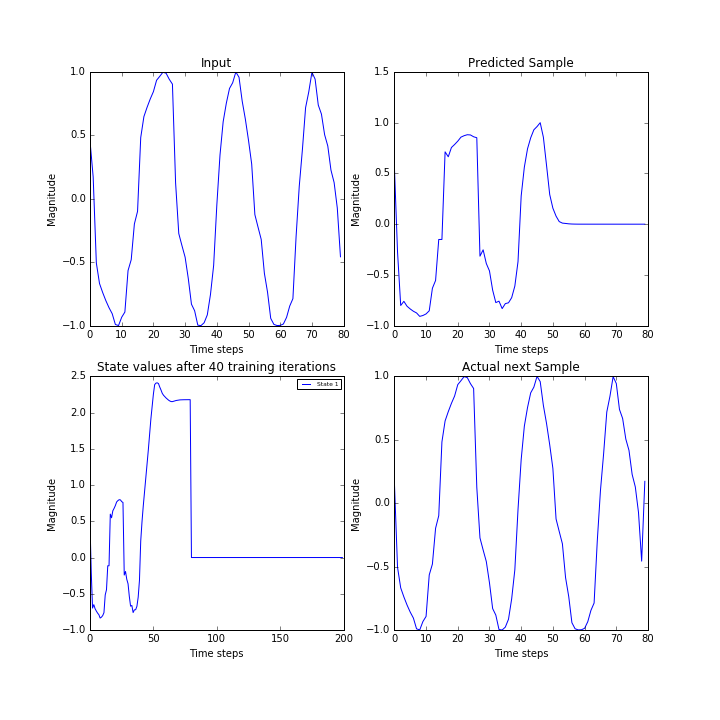 Input
1.0
0.5
0.0
−0.5
−1.0
Magnitude
0 10 20 30 40 50 60 70 80
Time steps
Predicted Sample
1.5
1.0
0.5
0.0
−0.5
−1.0
Magnitude
0 10 20 30 40 50 60 70 80
Time steps
State values after 40 training iterations
State 1
2.5
2.0
1.5
1.0
0.5
0.0
−0.5
−1.0
Magnitude
0 50 100 150 200
Time steps
Actual next Sample
1.0
0.5
0.0
−0.5
−1.0
Magnitude
0 10 20 30 40 50 60 70 80
Time steps